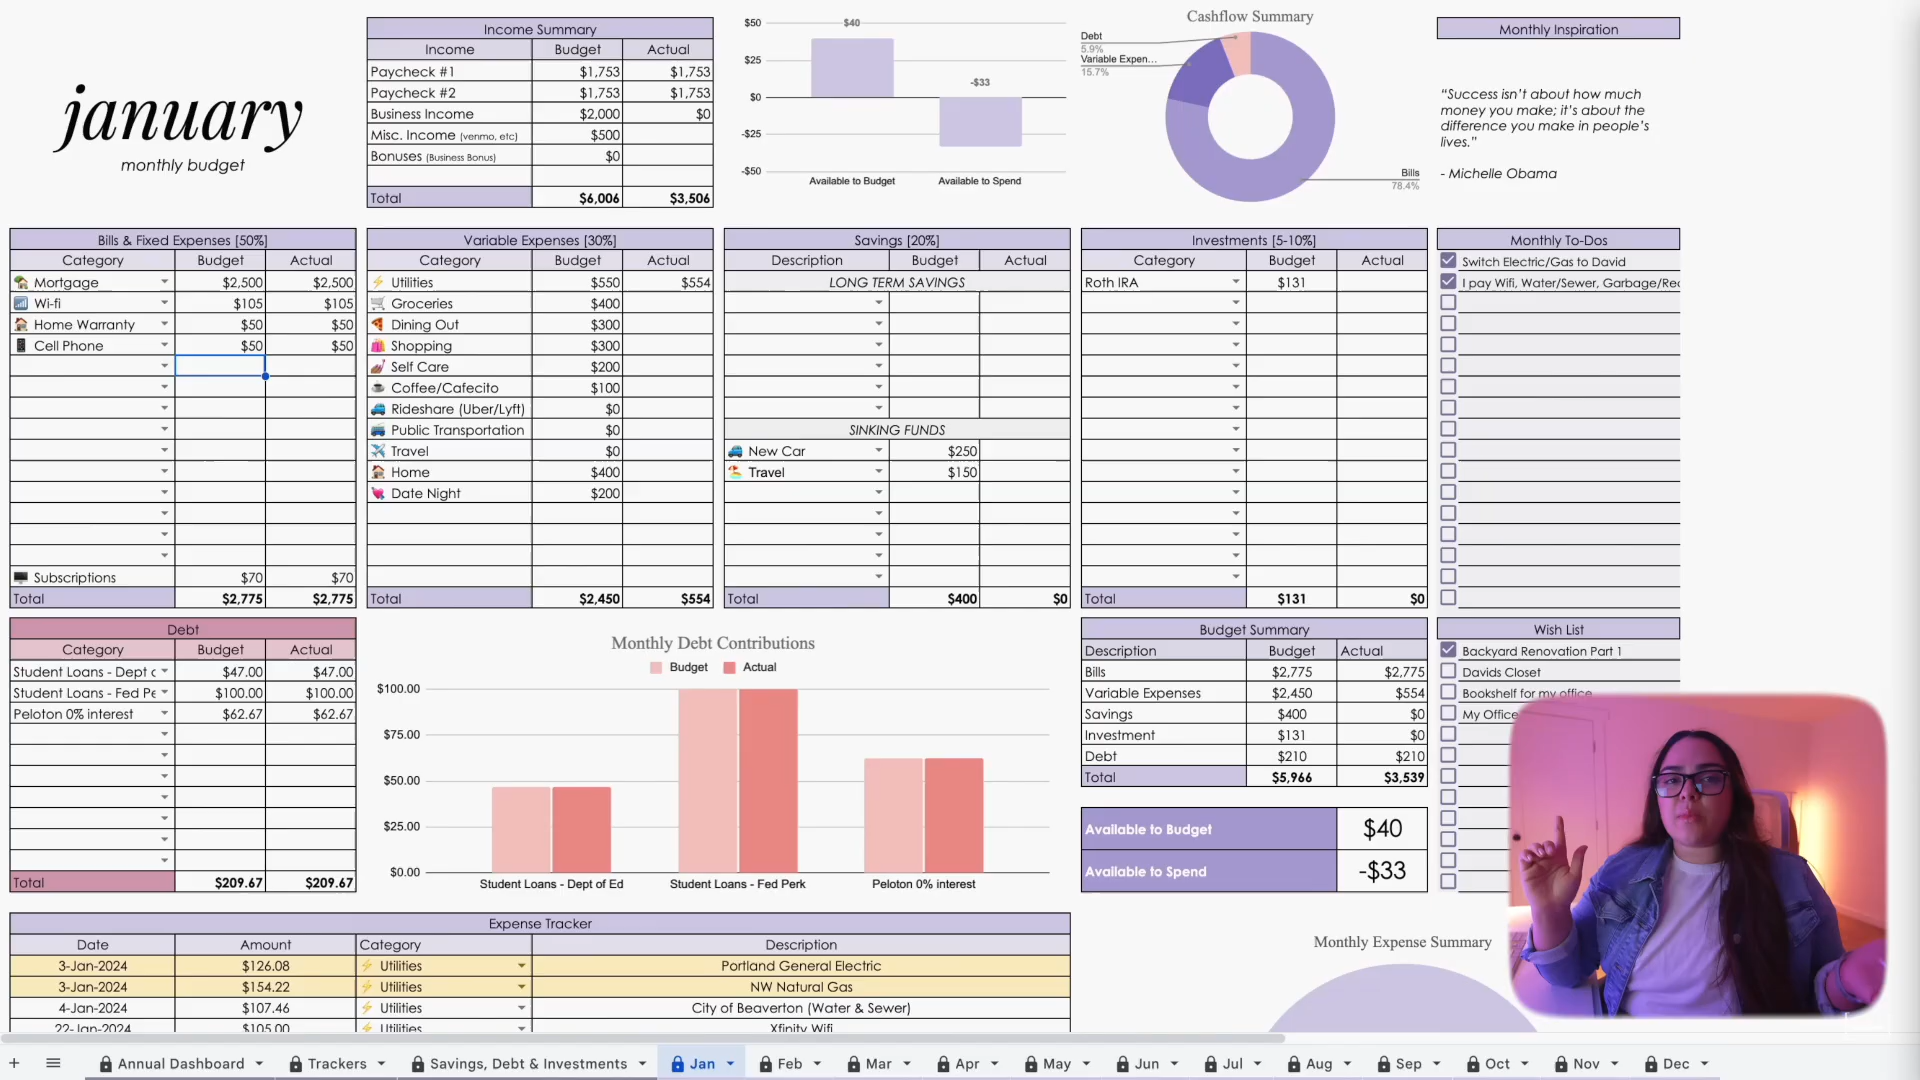 january
monthly budget
Income Summary
Income Budget Actual
Paycheck #1 $1,753 $1,753
Paycheck #2 $1,753 $1,753
Business Income $2,000 $0
Misc. Income (venmo, etc) $500
Bonuses (Business Bonus) $0
Total $6,006 $3,506
$50
$25
$0
-$25
-$50
$40
-$33
Available to Budget Available to Spend
Cashflow Summary
Debt
5.9%
Variable Expen...
15.7%
Bills
78.4%
Monthly Inspiration
“Success isn’t about how much
money you make; it’s about the
difference you make in people’s
lives.”
- Michelle Obama
Bills & Fixed Expenses [50%]
Category Budget Actual
Mortgage $2,500 $2,500
Wi-fi $105 $105
Home Warranty $50 $50
Cell Phone $50 $50
Subscriptions $70 $70
Total $2,775 $2,775
Variable Expenses [30%]
Category Budget Actual
Utilities $550 $554
Groceries $400
Dining Out $300
Shopping $300
Self Care $200
Coffee/Cafecito $100
Rideshare (Uber/Lyft) $0
Public Transportation $0
Travel $0
Home $400
Date Night $200
Total $2,450 $554
Savings [20%]
Description Budget Actual
LONG TERM SAVINGS
SINKING FUNDS
New Car $250
Travel $150
Total $400 $0
Investments [5-10%]
Category Budget Actual
Roth IRA $131
Total $131 $0
Monthly To-Dos
Switch Electric/Gas to David
I pay Wifi, Water/Sewer, Garbage/Rec
Debt
Category Budget Actual
Student Loans - Dept c $47.00 $47.00
Student Loans - Fed Pe $100.00 $100.00
Peloton 0% interest $62.67 $62.67
Total $209.67 $209.67
Monthly Debt Contributions
Budget Actual
$100.00
$75.00
$50.00
$25.00
$0.00
Student Loans - Dept of Ed Student Loans - Fed Perk Peloton 0% interest
Budget Summary
Description Budget Actual
Bills $2,775 $2,775
Variable Expenses $2,450 $554
Savings $400 $0
Investment $131 $0
Debt $210 $210
Total $5,966 $3,539
Available to Budget $40
Available to Spend -$33
Wish List
Backyard Renovation Part 1
Davids Closet
Bookshelf for my office
My Office
Expense Tracker
Date Amount Category Description
3-Jan-2024 $126.08 Utilities Portland General Electric
3-Jan-2024 $154.22 Utilities NW Natural Gas
4-Jan-2024 $107.46 Utilities City of Beaverton (Water & Sewer)
22-Jan-2024 $105.00 Utilities Xfinity Wifi
Monthly Expense Summary
Annual Dashboard Trackers Savings, Debt & Investments Jan Feb Mar Apr May Jun Jul Aug Sep Oct Nov Dec